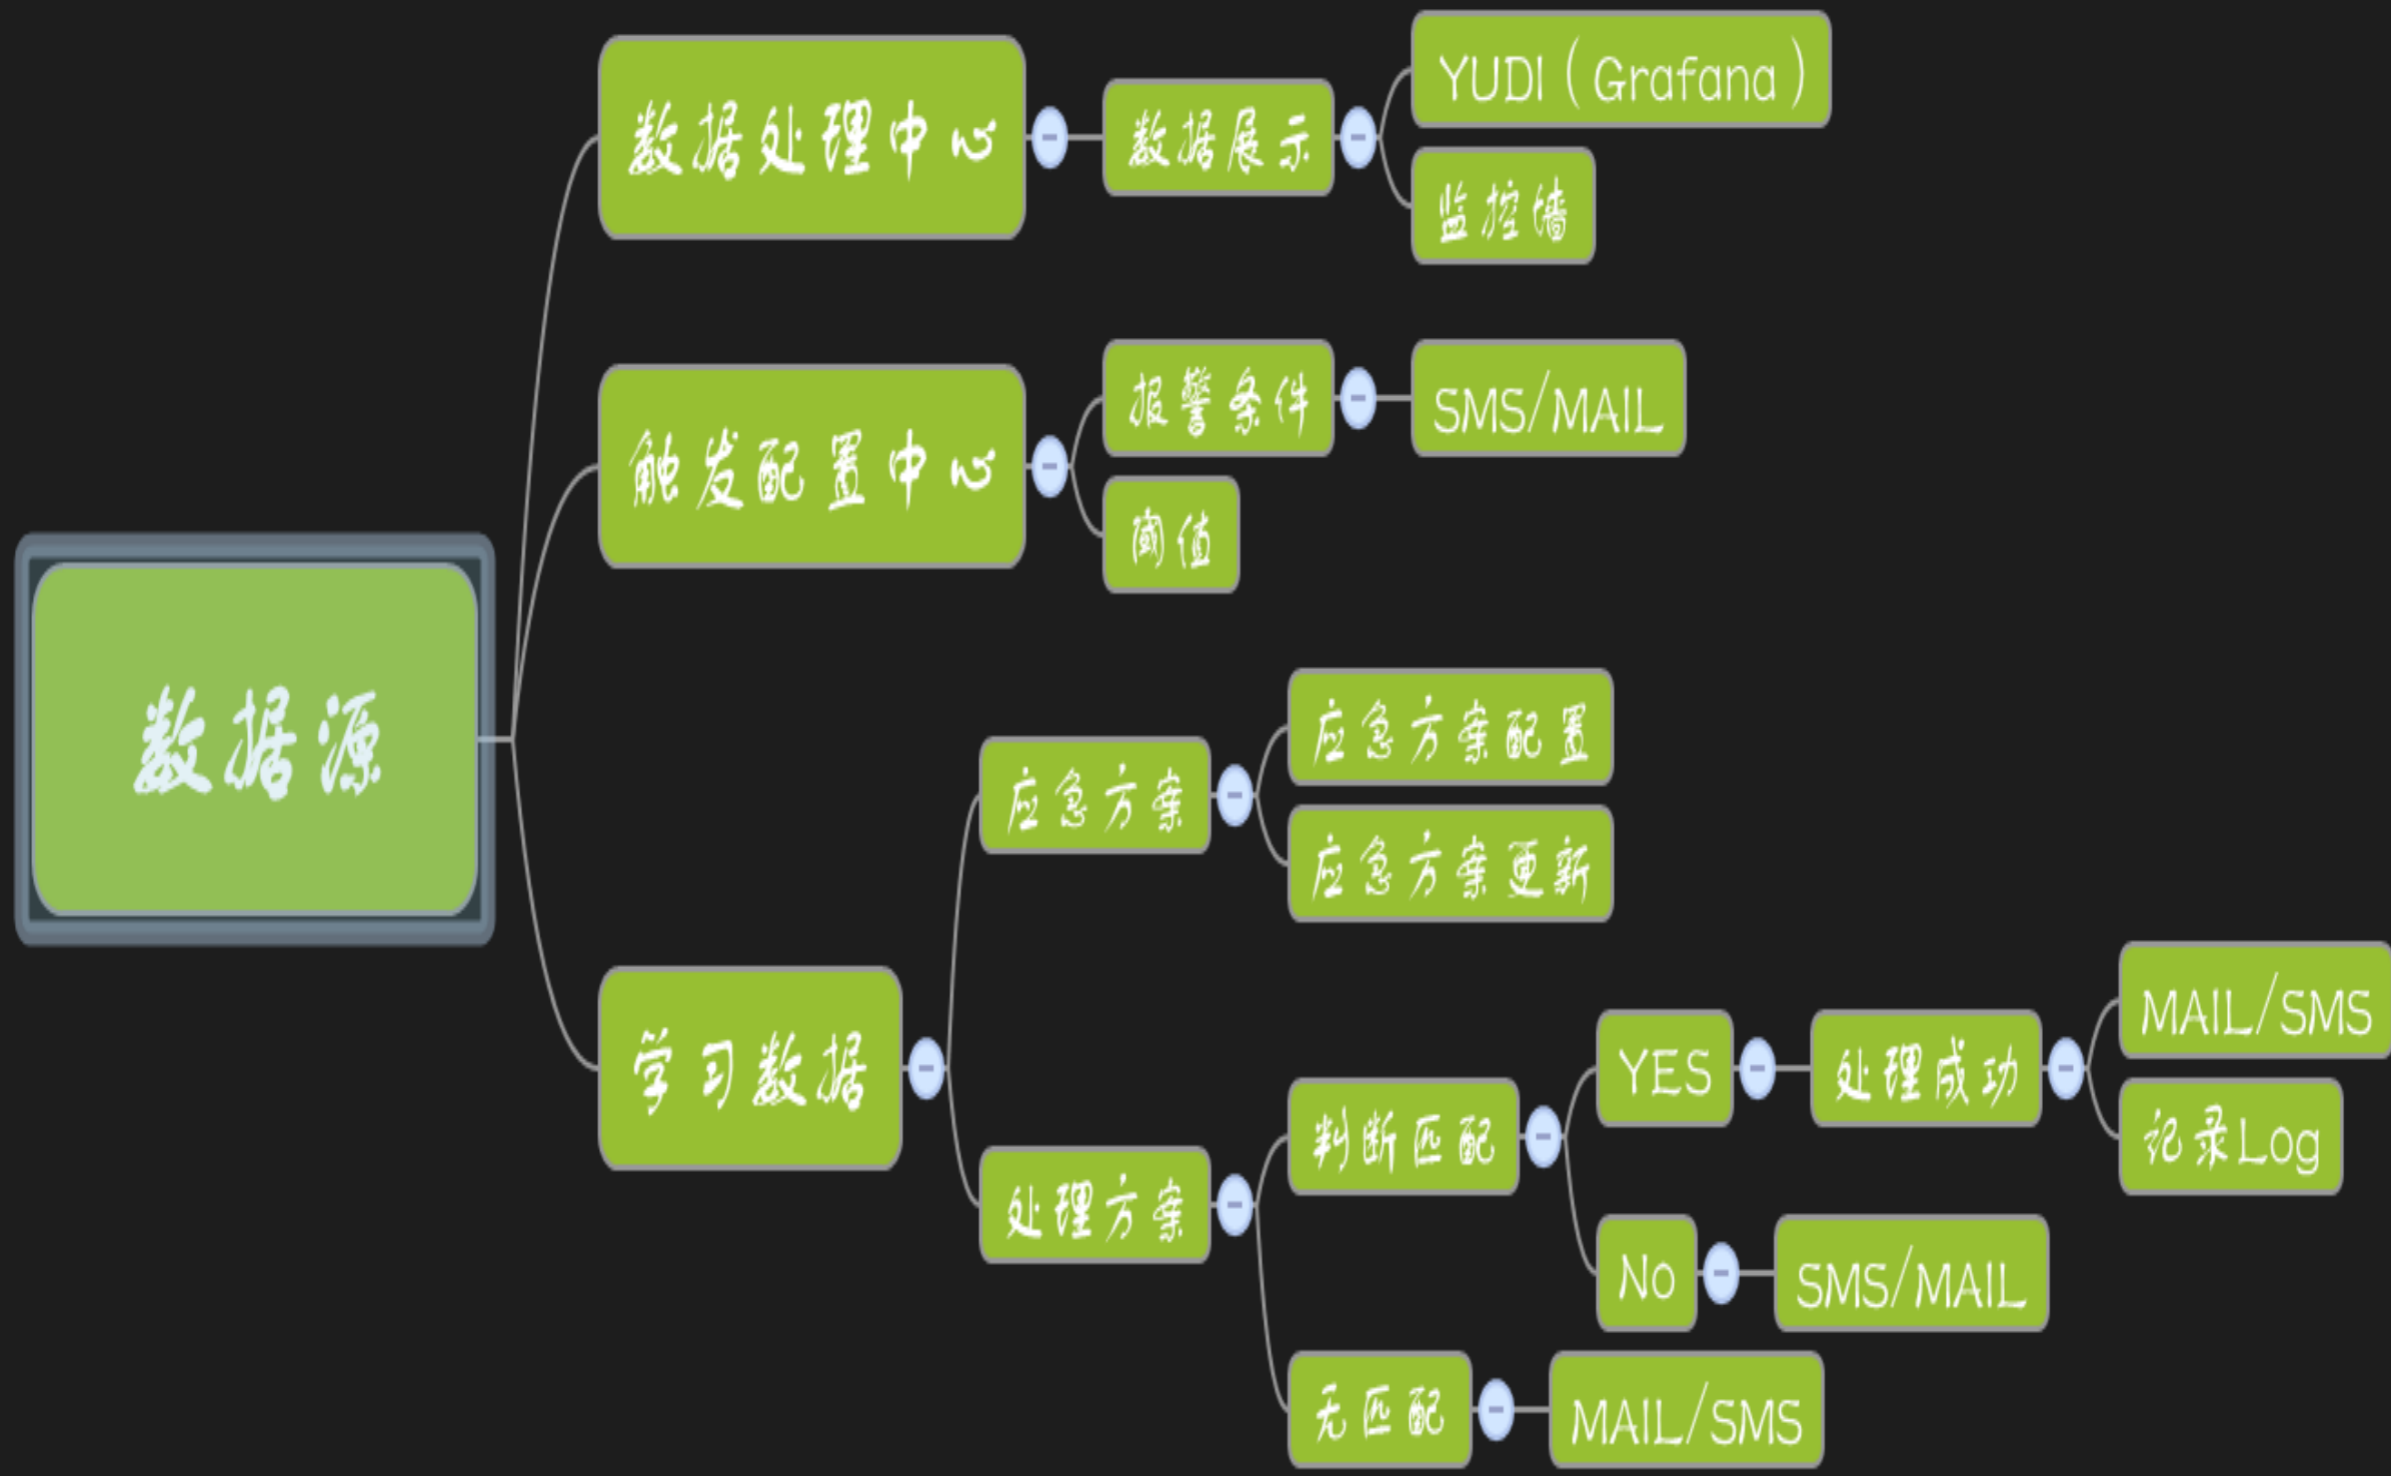 数据源
数据处理中心
数据展示
YUDI（Grafana）
监控墙
触发配置中心
报警条件
SMS/MAIL
阈值
学习数据
应急方案
应急方案配置
应急方案更新
处理方案
判断匹配
YES
处理成功
MAIL/SMS
记录Log
No
SMS/MAIL
无匹配
MAIL/SMS